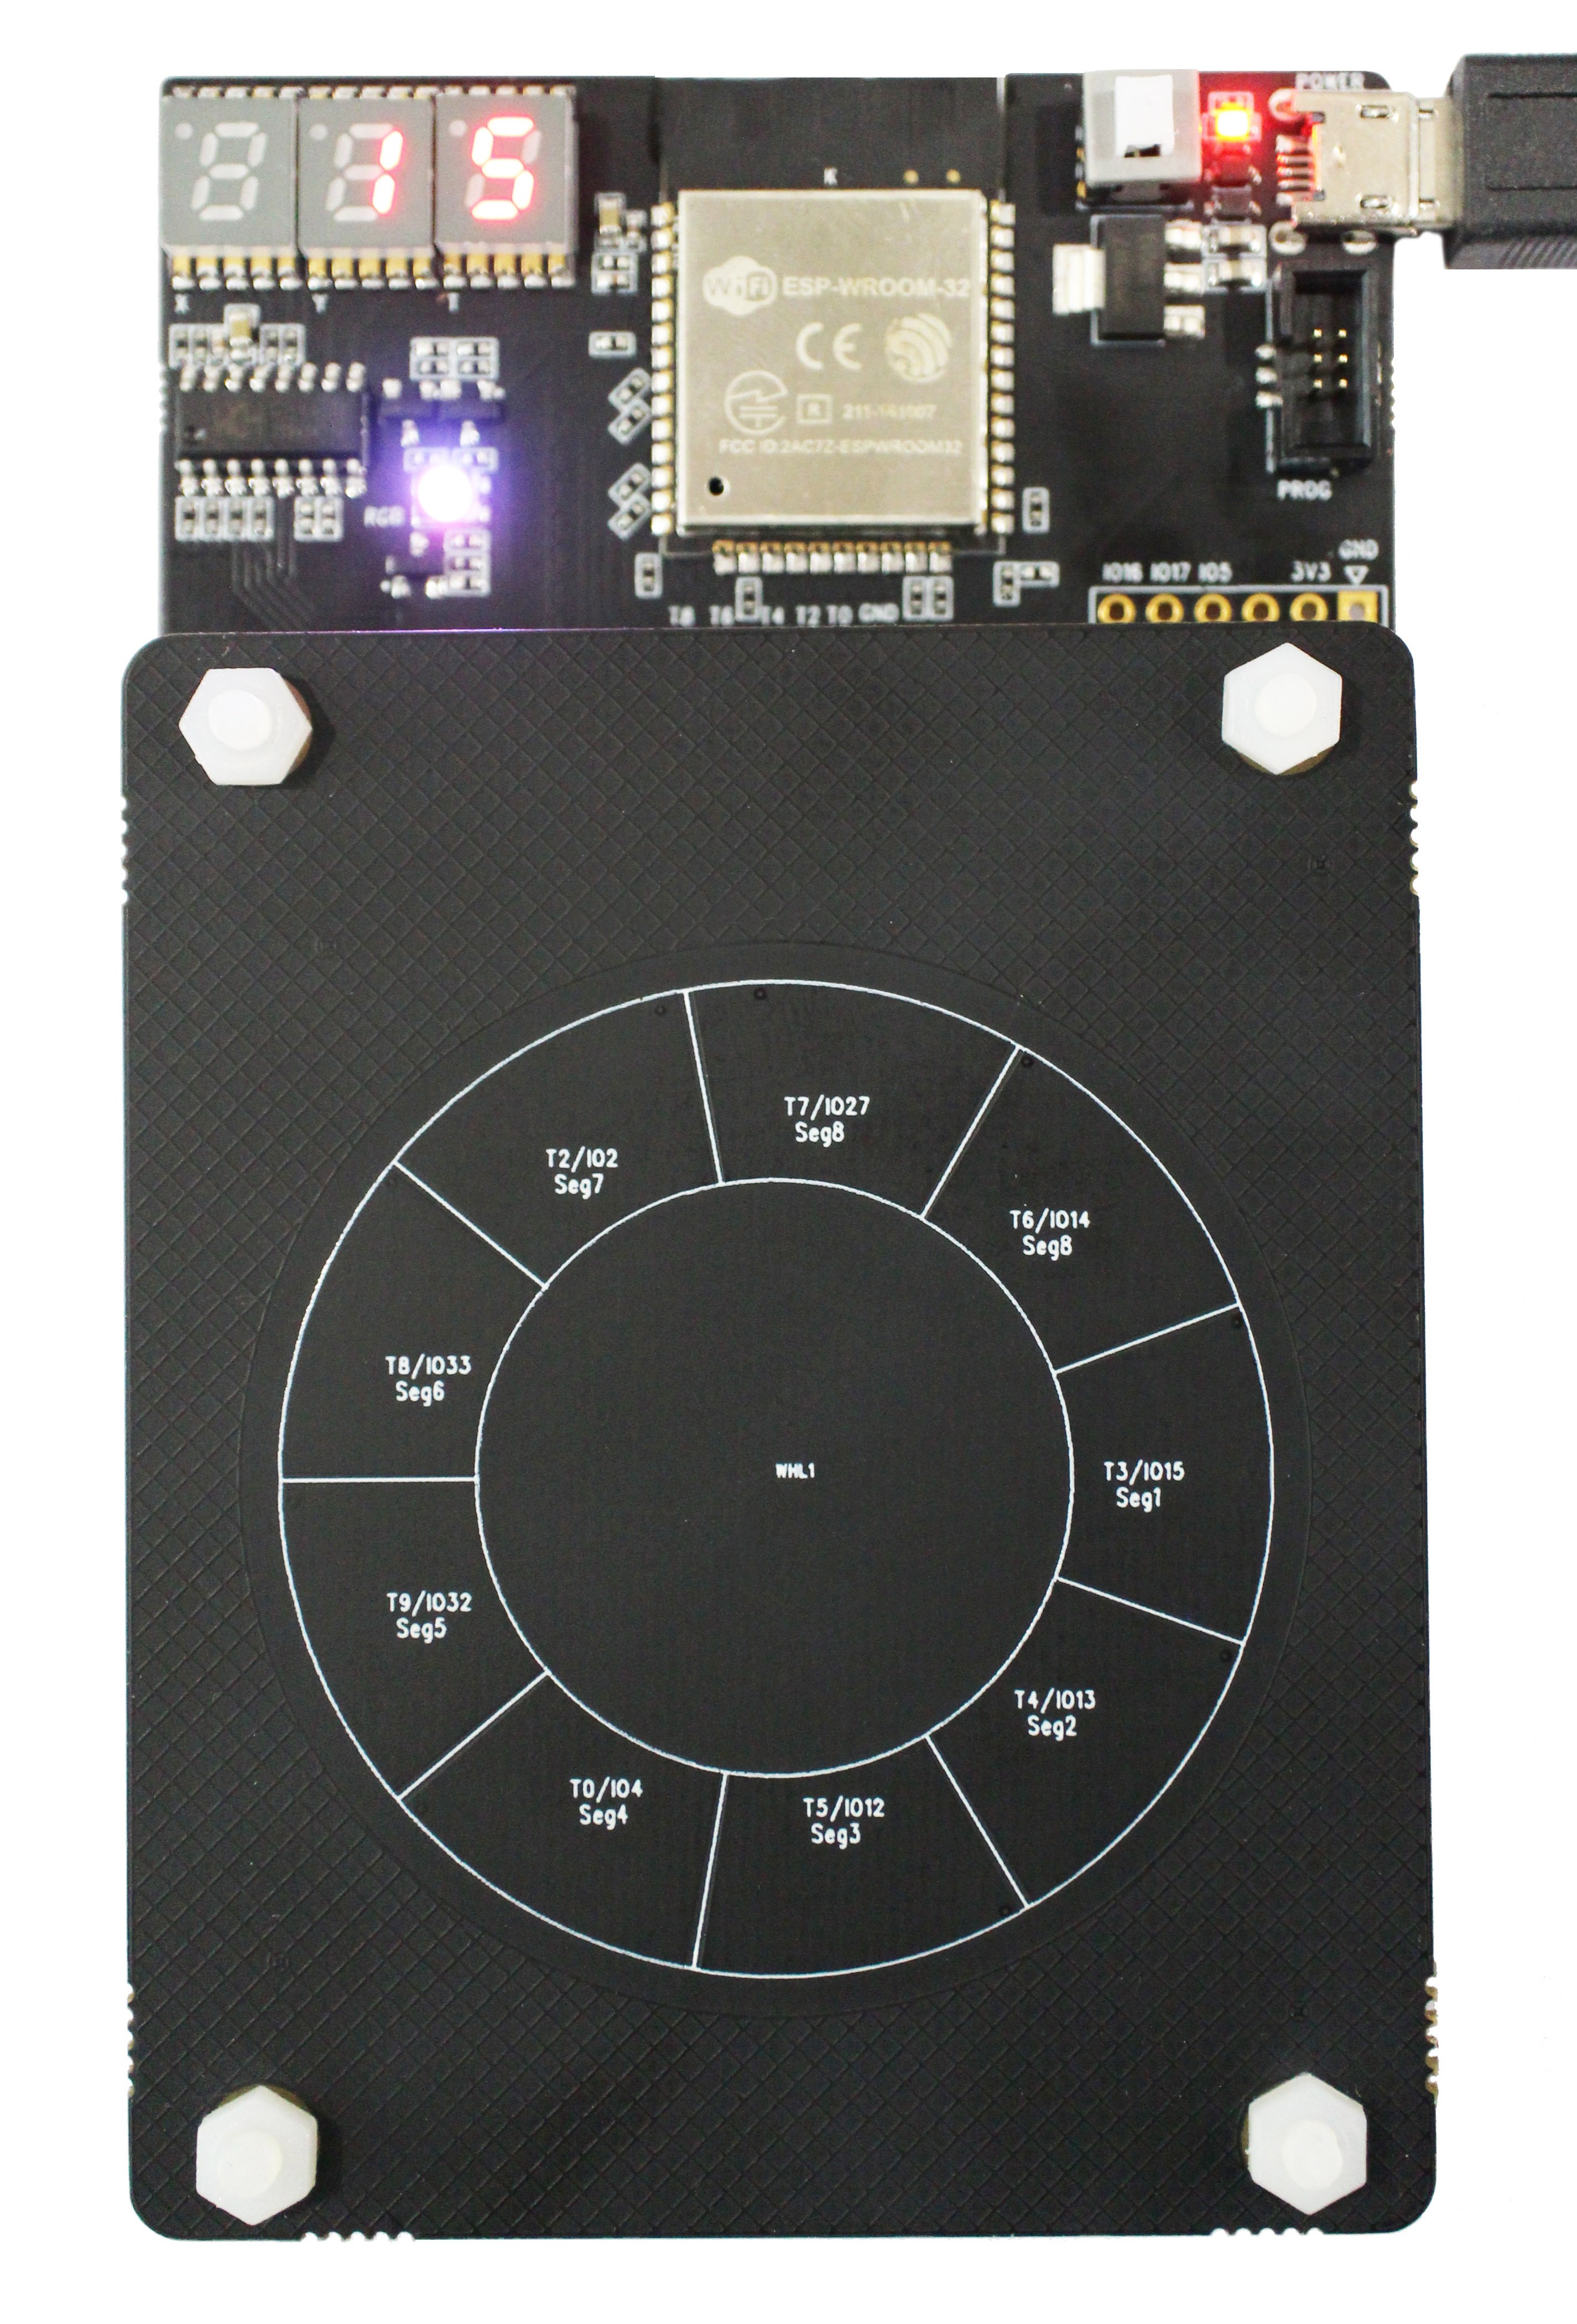 POWER
15
WiFi ESP-WROOM-32
X Y T
CE
R 211-161007
FCC ID:2AC7Z-ESPWROOM32
PROG
RGB
GND
IO16 IO17 IO5 3V3
T8 T6 T4 T2 T0 GND
T7/IO27
Seg8
T2/IO2
Seg7
T6/IO14
Seg8
T8/IO33
Seg6
WHL1
T3/IO15
Seg1
T9/IO32
Seg5
T4/IO13
Seg2
T0/IO4
Seg4
T5/IO12
Seg3